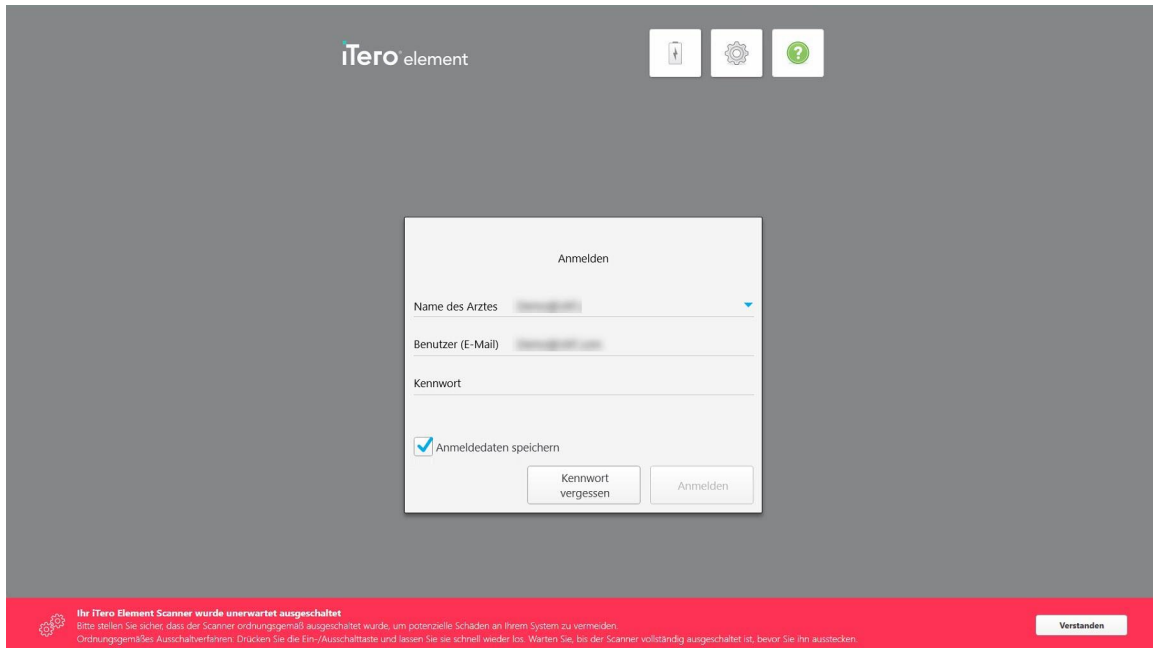 iTero element
?
Anmelden
Name des Arztes
Benutzer (E-Mail)
Kennwort
Anmeldedaten speichern
Kennwort
vergessen
Anmelden
Ihr iTero Element Scanner wurde unerwartet ausgeschaltet
Bitte stellen Sie sicher, dass der Scanner ordnungsgemäß ausgeschaltet wurde, um potenzielle Schäden an Ihrem System zu vermeiden.
Ordnungsgemäßes Ausschaltverfahren: Drücken Sie die Ein-/Ausschalttaste und lassen Sie sie schnell wieder los. Warten Sie, bis der Scanner vollständig ausgeschaltet ist, bevor Sie ihn ausstecken.
Verstanden